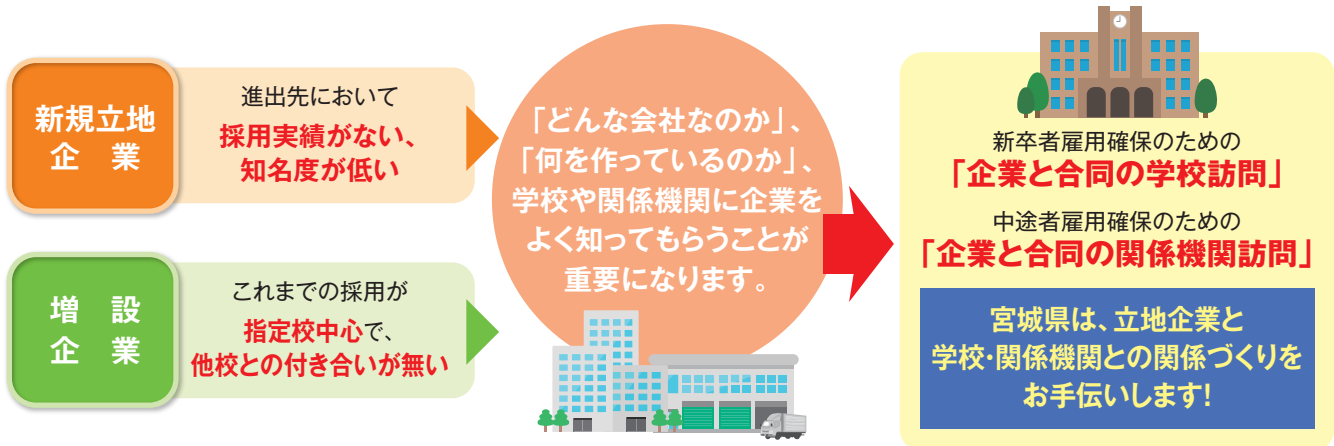 新規立地
企　業
進出先において
採用実績がない、
知名度が低い
増　設
企　業
これまでの採用が
指定校中心で、
他校との付き合いが無い
「どんな会社なのか」、
「何を作っているのか」、
学校や関係機関に企業を
よく知ってもらうことが
重要になります。
新卒者雇用確保のための
「企業と合同の学校訪問」
中途者雇用確保のための
「企業と合同の関係機関訪問」
宮城県は、立地企業と
学校・関係機関との関係づくりを
お手伝いします!